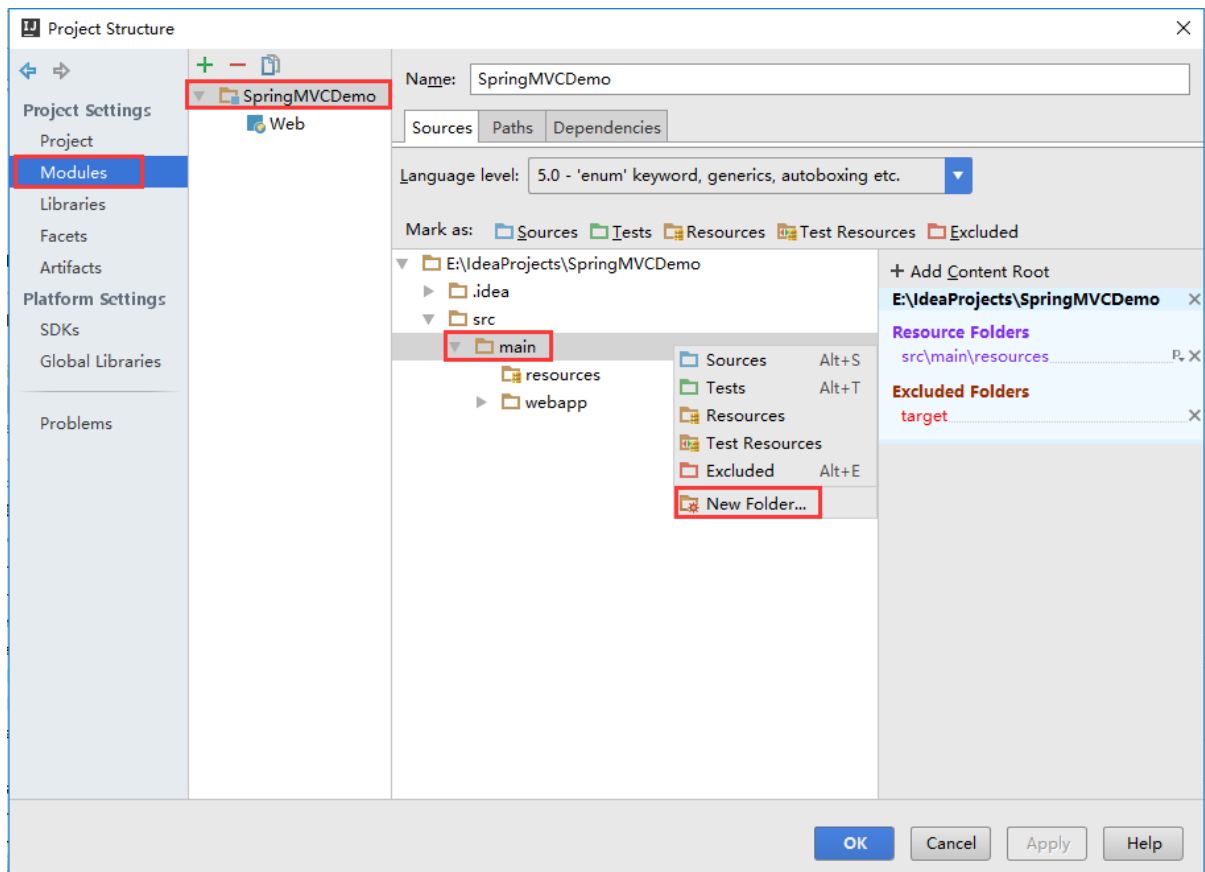 Project Structure
Project Settings
Project
Modules
Libraries
Facets
Artifacts
Platform Settings
SDKs
Global Libraries
Problems
SpringMVCDemo
Web
Name: SpringMVCDemo
Sources Paths Dependencies
Language level: 5.0 - 'enum' keyword, generics, autoboxing etc.
Mark as: Sources Tests Resources Test Resources Excluded
E:\IdeaProjects\SpringMVCDemo
.idea
src
main
resources
webapp
Sources Alt+S
Tests Alt+T
Resources
Test Resources
Excluded Alt+E
New Folder...
+ Add Content Root
E:\IdeaProjects\SpringMVCDemo
Resource Folders
src\main\resources
Excluded Folders
target
OK Cancel Apply Help